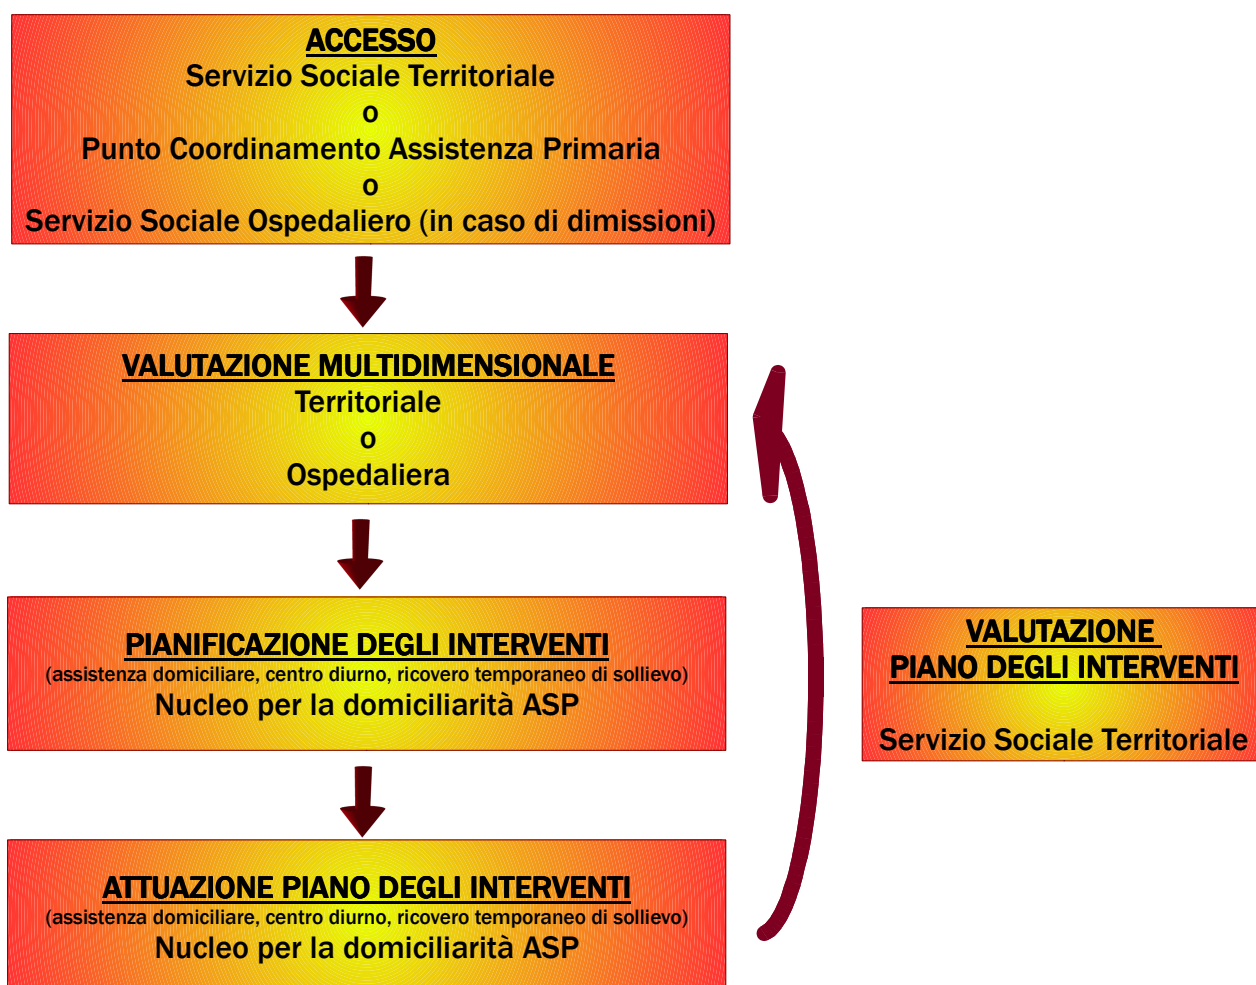 ACCESSO
Servizio Sociale Territoriale
o
Punto Coordinamento Assistenza Primaria
o
Servizio Sociale Ospedaliero (in caso di dimissioni)
VALUTAZIONE MULTIDIMENSIONALE
Territoriale
o
Ospedaliera
PIANIFICAZIONE DEGLI INTERVENTI
(assistenza domiciliare, centro diurno, ricovero temporaneo di sollievo)
Nucleo per la domiciliarità ASP
ATTUAZIONE PIANO DEGLI INTERVENTI
(assistenza domiciliare, centro diurno, ricovero temporaneo di sollievo)
Nucleo per la domiciliarità ASP
VALUTAZIONE
PIANO DEGLI INTERVENTI
Servizio Sociale Territoriale